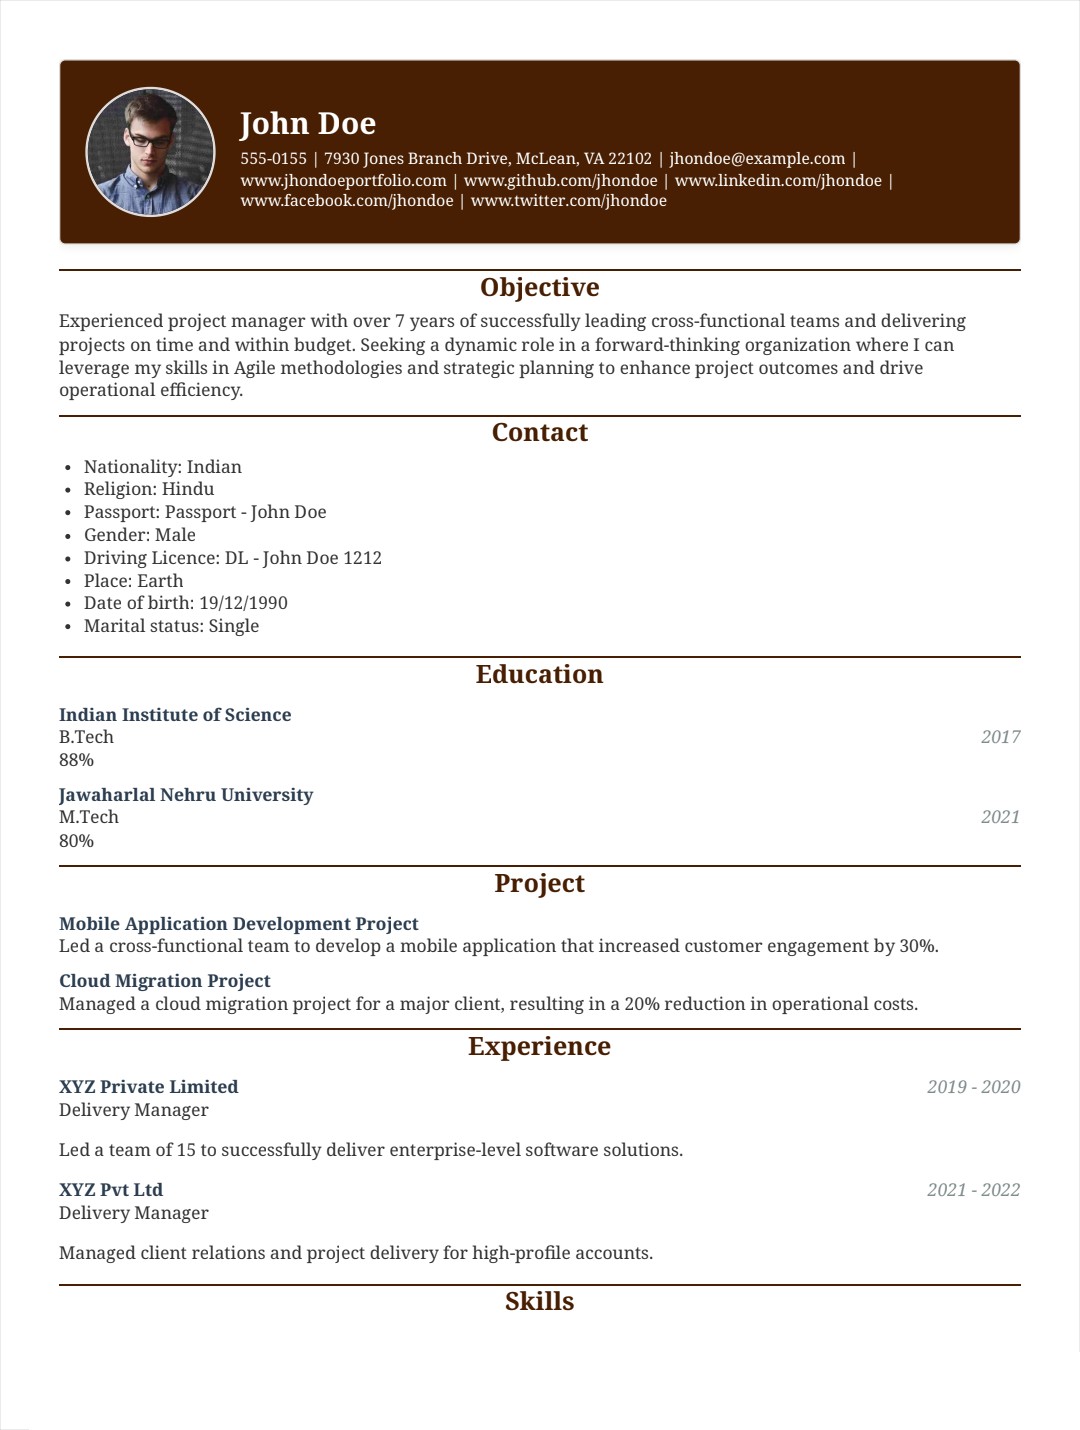 John Doe
555-0155 | 7930 Jones Branch Drive, McLean, VA 22102 | jhondoe@example.com |
www.jhondoeportfolio.com | www.github.com/jhondoe | www.linkedin.com/jhondoe |
www.facebook.com/jhondoe | www.twitter.com/jhondoe
Objective
Experienced project manager with over 7 years of successfully leading cross-functional teams and delivering
projects on time and within budget. Seeking a dynamic role in a forward-thinking organization where I can
leverage my skills in Agile methodologies and strategic planning to enhance project outcomes and drive
operational efficiency.
Contact
• Nationality: Indian
• Religion: Hindu
• Passport: Passport - John Doe
• Gender: Male
• Driving Licence: DL - John Doe 1212
• Place: Earth
• Date of birth: 19/12/1990
• Marital status: Single
Education
Indian Institute of Science
B.Tech 2017
88%
Jawaharlal Nehru University
M.Tech 2021
80%
Project
Mobile Application Development Project
Led a cross-functional team to develop a mobile application that increased customer engagement by 30%.
Cloud Migration Project
Managed a cloud migration project for a major client, resulting in a 20% reduction in operational costs.
Experience
XYZ Private Limited 2019 - 2020
Delivery Manager
Led a team of 15 to successfully deliver enterprise-level software solutions.
XYZ Pvt Ltd 2021 - 2022
Delivery Manager
Managed client relations and project delivery for high-profile accounts.
Skills